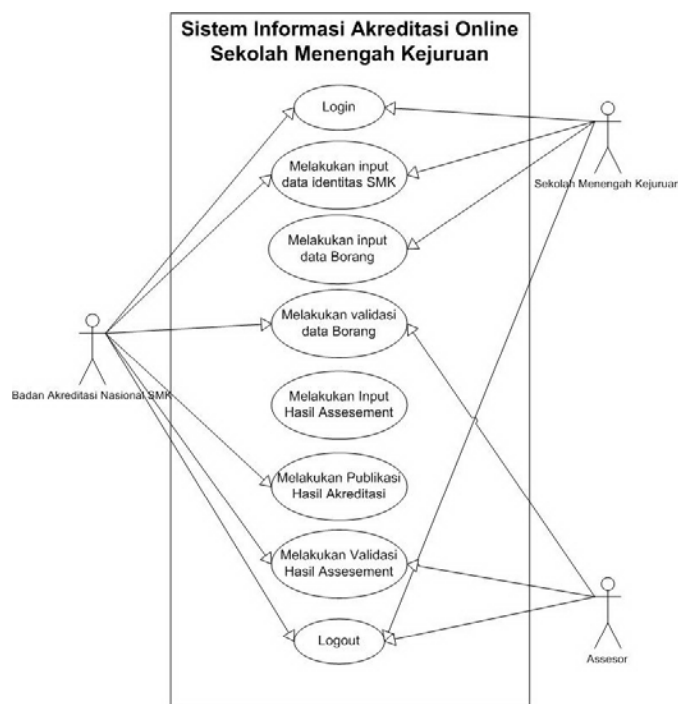 Sistem Informasi Akreditasi Online
Sekolah Menengah Kejuruan
Login
Melakukan input
data identitas SMK
Sekolah Menengah Kejuruar
Melakukan input
data Borang
Melakukan validasi
data Borang
Badan Akreditasi Nasional SMK
Melakukan Input
Hasil Assesement
Melakukan Publikasi
Hasil Akreditasi
Melakukan Validasi
Hasil Assesement
Logout
Assesor